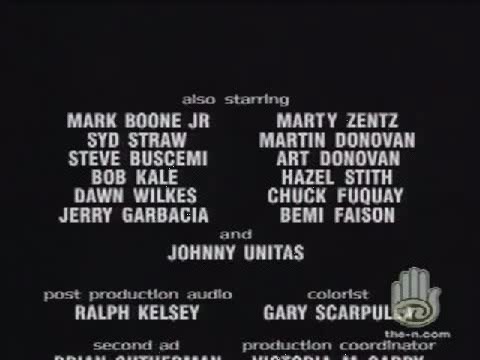 also starring
MARK BOONE JR MARTY ZENTZ
SYD STRAW MARTIN DONOVAN
STEVE BUSCEMI ART DONOVAN
BOB KALE HAZEL STITH
DAWN WILKES CHUCK FUQUAY
JERRY GARBACIA BEMI FAISON
and
JOHNNY UNITAS
post production audio colorist
RALPH KELSEY GARY
second ad production coordinator
the-n.com